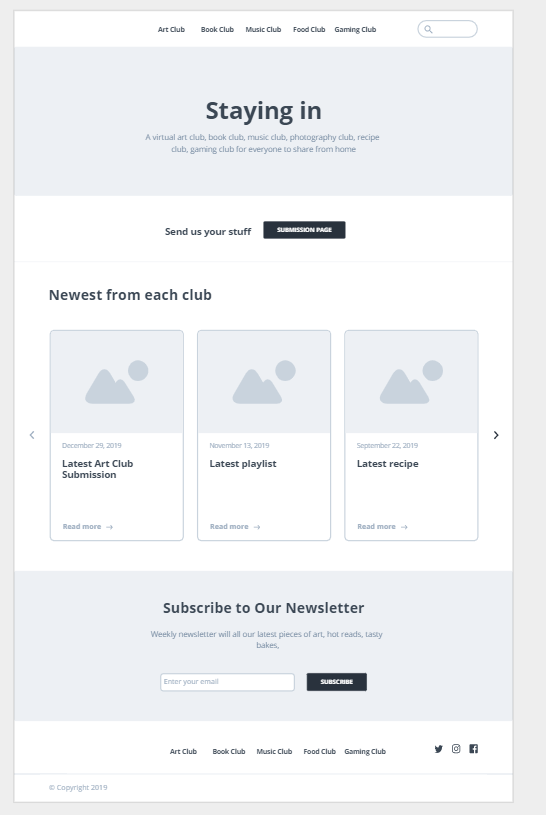 Art Club Book Club Music Club Food Club Gaming Club
Staying in
A virtual art club, book club, music club, photography club, recipe
club, gaming club for everyone to share from home
Send us your stuff SUBMISSION PAGE
Newest from each club
December 29, 2019
Latest Art Club
Submission
Read more →
November 13, 2019
Latest playlist
Read more →
September 22, 2019
Latest recipe
Read more →
Subscribe to Our Newsletter
Weekly newsletter will all our latest pieces of art, hot reads, tasty
bakes,
Enter your email SUBSCRIBE
Art Club Book Club Music Club Food Club Gaming Club
© Copyright 2019